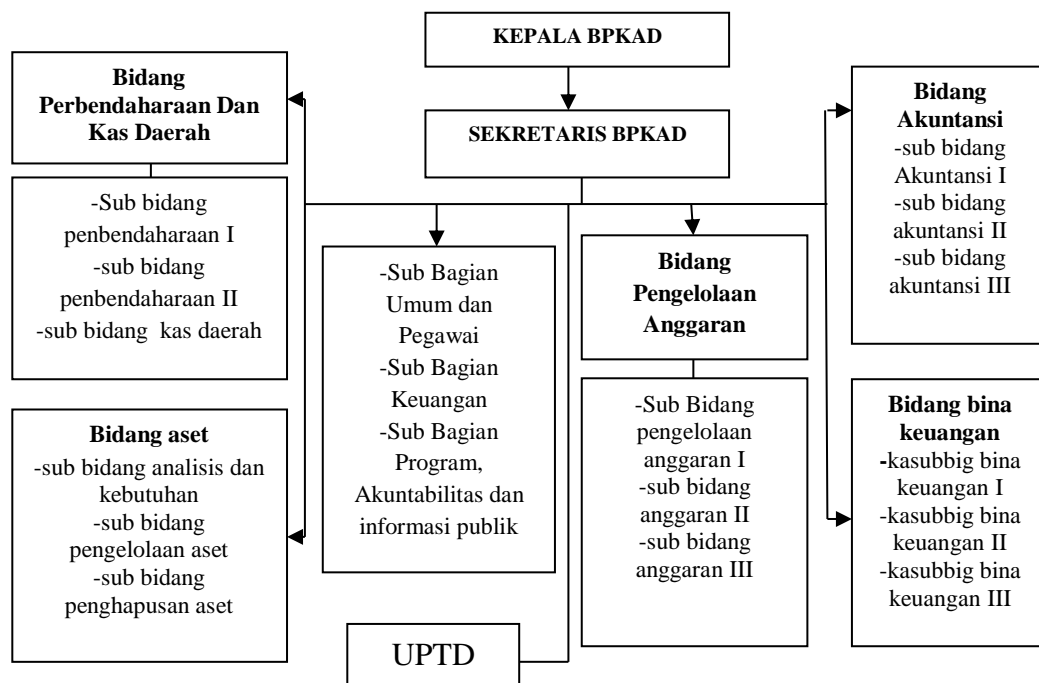 KEPALA BPKAD
SEKRETARIS BPKAD
Bidang
Perbendaharaan Dan
Kas Daerah
-Sub bidang
penbendaharaan I
-sub bidang
penbendaharaan II
-sub bidang kas daerah
Bidang aset
-sub bidang analisis dan
kebutuhan
-sub bidang
pengelolaan aset
-sub bidang
penghapusan aset
-Sub Bagian
Umum dan
Pegawai
-Sub Bagian
Keuangan
-Sub Bagian
Program,
Akuntabilitas dan
informasi publik
UPTD
Bidang
Pengelolaan
Anggaran
-Sub Bidang
pengelolaan
anggaran I
-sub bidang
anggaran II
-sub bidang
anggaran III
Bidang
Akuntansi
-sub bidang
Akuntansi I
-sub bidang
akuntansi II
-sub bidang
akuntansi III
Bidang bina
keuangan
-kasubbig bina
keuangan I
-kasubbig bina
keuangan II
-kasubbig bina
keuangan III